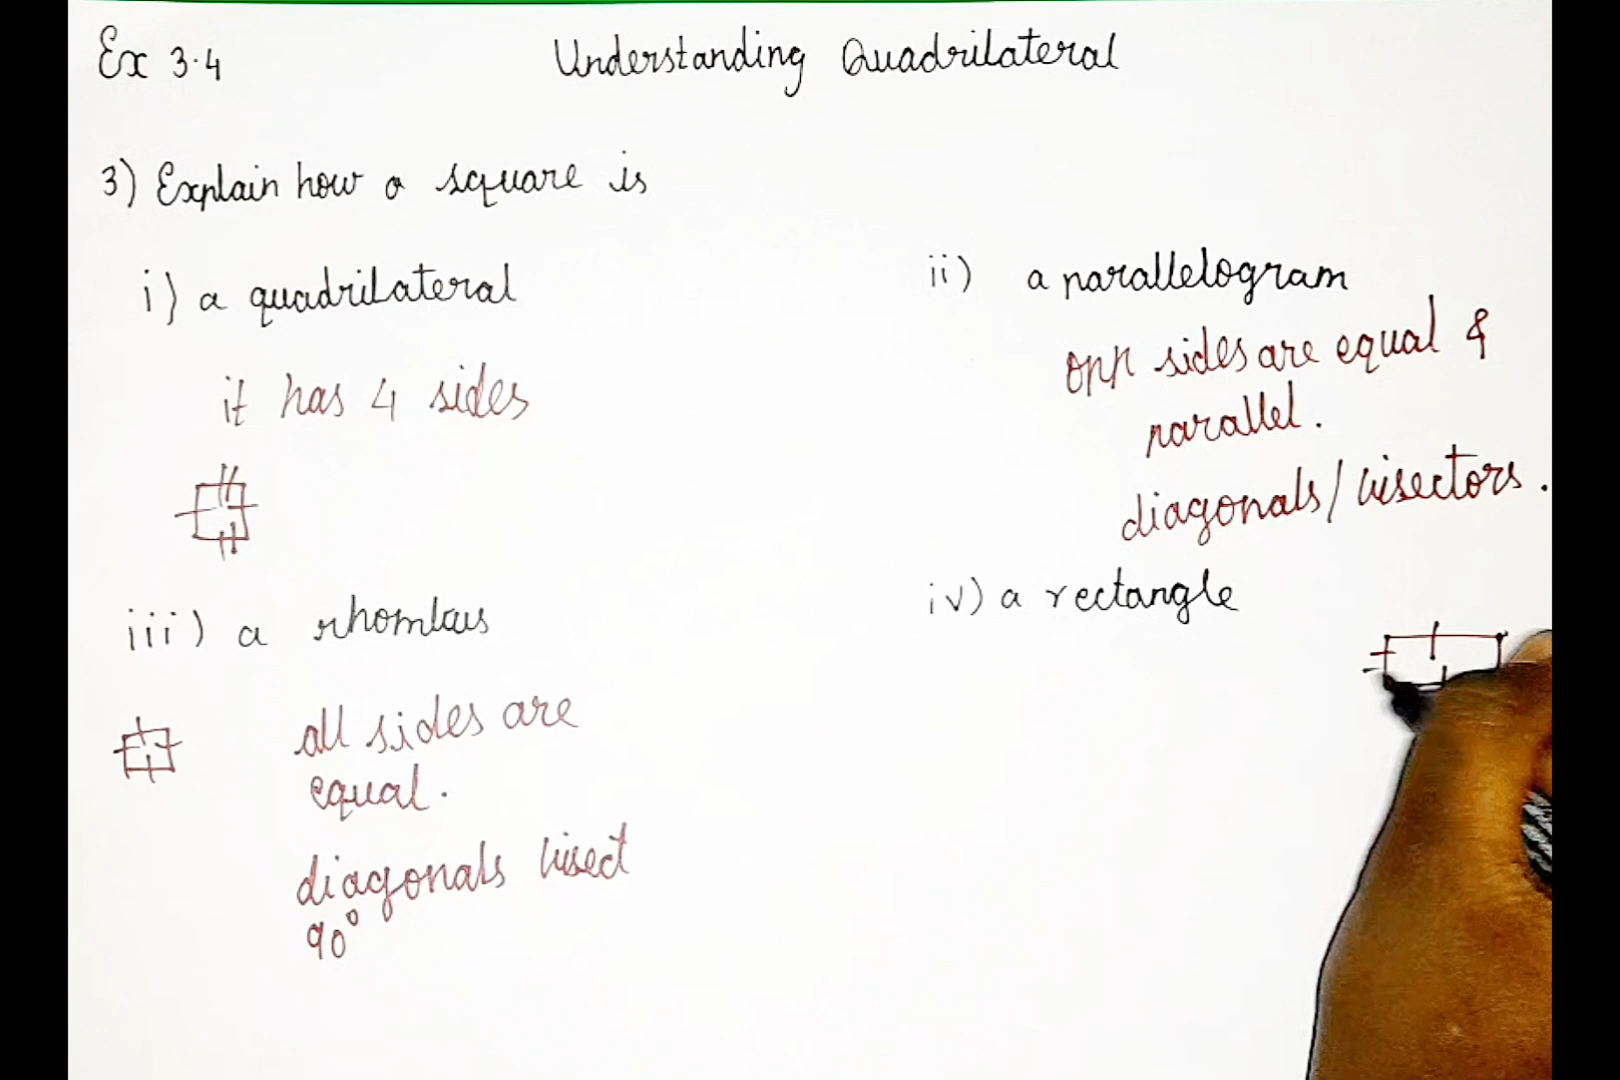 Ex 3.4 Understanding Quadrilateral
3) Explain how a square is
i) a quadrilateral
it has 4 sides
ii) a parallelogram
opp sides are equal &
parallel.
diagonals/bisectors.
iii) a rhombus
all sides are
equal.
diagonals bisect
90°
iv) a rectangle